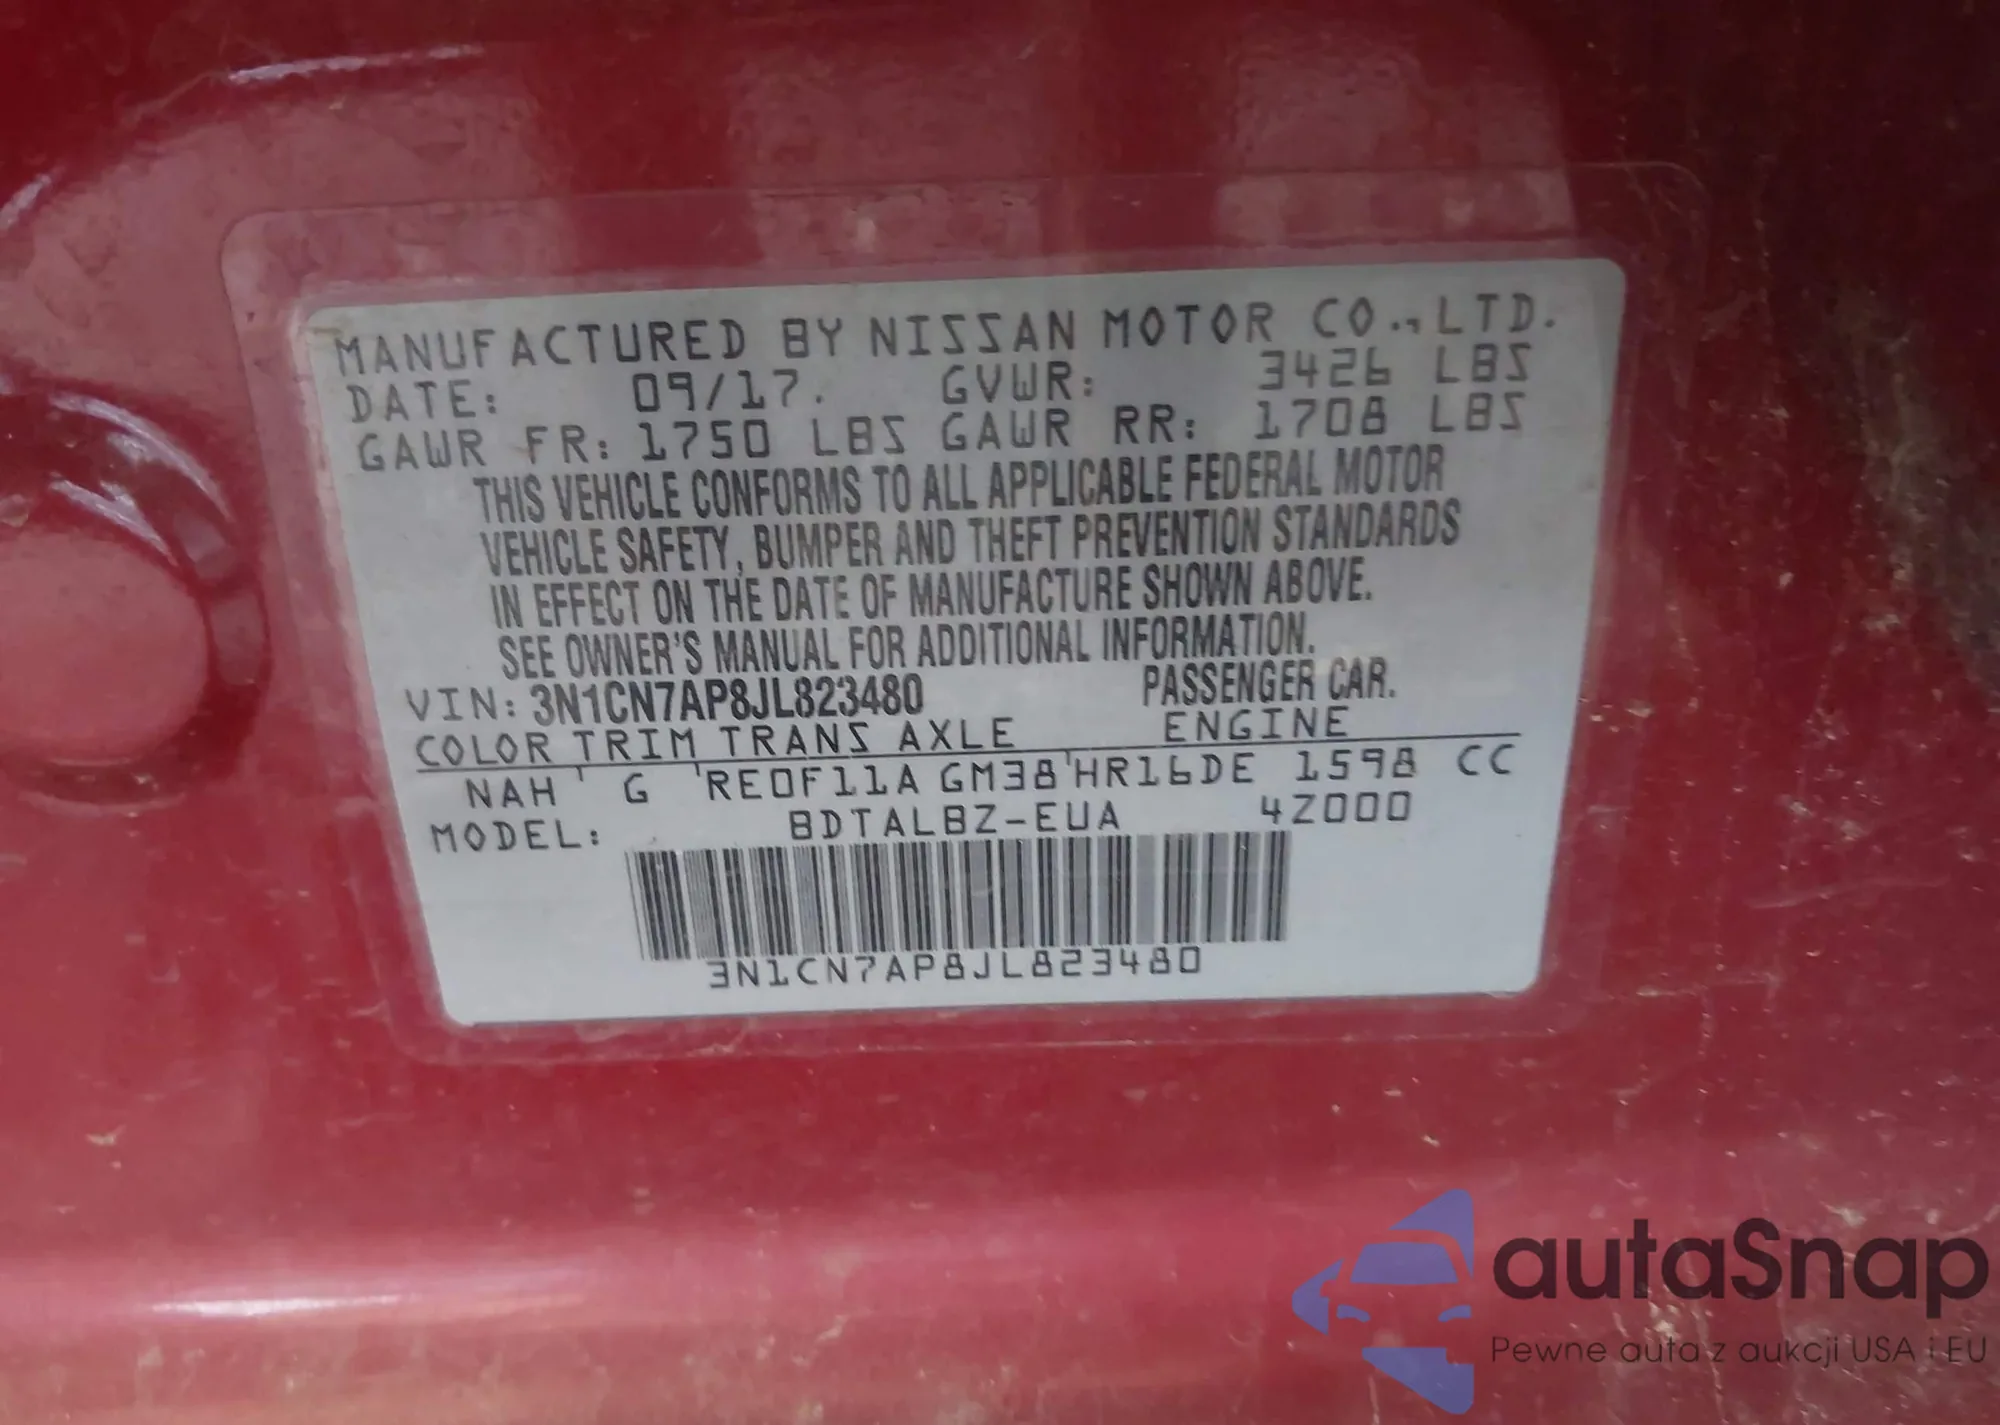 MANUFACTURED BY NISSAN MOTOR CO., LTD.
DATE: 09/17. GVWR: 3426 LBS
GAWR FR: 1750 LBS GAWR RR: 1708 LBS
THIS VEHICLE CONFORMS TO ALL APPLICABLE FEDERAL MOTOR
VEHICLE SAFETY, BUMPER AND THEFT PREVENTION STANDARDS
IN EFFECT ON THE DATE OF MANUFACTURE SHOWN ABOVE.
SEE OWNER'S MANUAL FOR ADDITIONAL INFORMATION.
VIN: 3N1CN7AP8JL823480 PASSENGER CAR.
COLOR TRIM TRANS AXLE ENGINE
NAH G RE0F11A GM38 HR16DE 1598 CC
MODEL: BDTALBZ-EUA 4Z000
3N1CN7AP8JL823480
autaSnap
Pewne auta z aukcji USA i EU